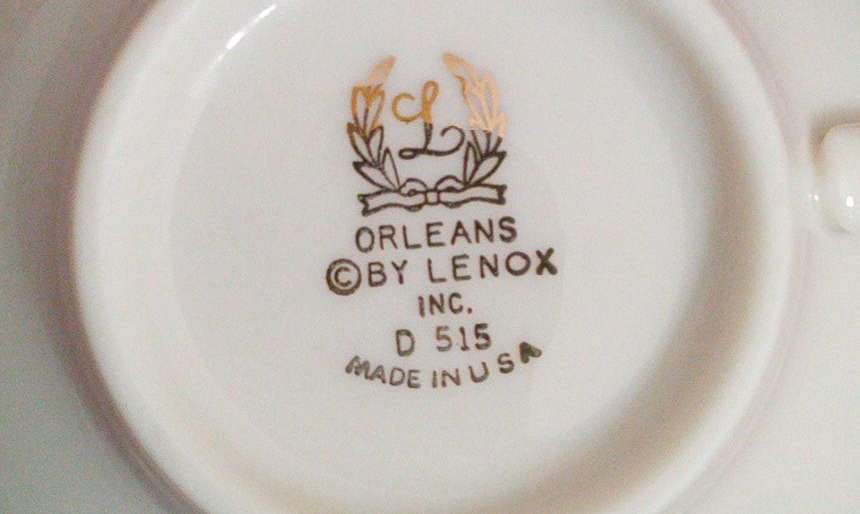 L
ORLEANS
©BY LENOX
INC.
D 515
MADE IN USA